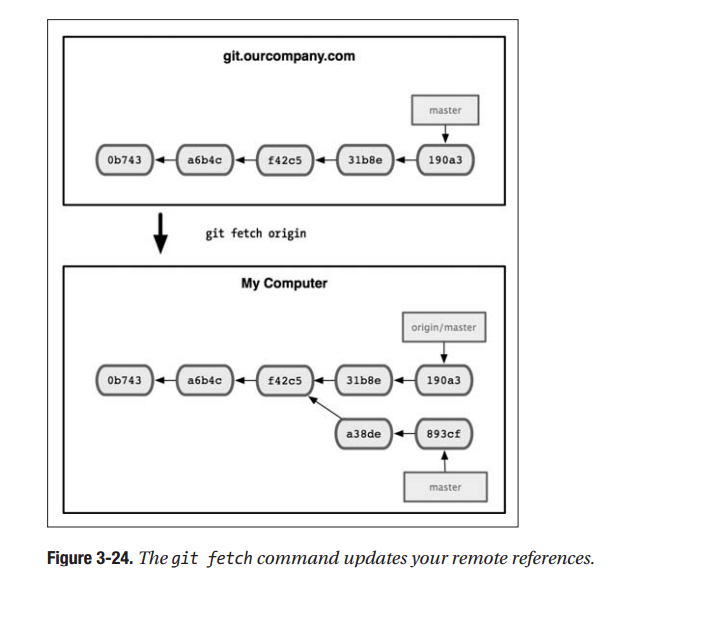 git.ourcompany.com
master
0b743 a6b4c f42c5 31b8e 190a3
git fetch origin
My Computer
origin/master
0b743 a6b4c f42c5 31b8e 190a3
a38de 893cf
master
Figure 3-24. The git fetch command updates your remote references.